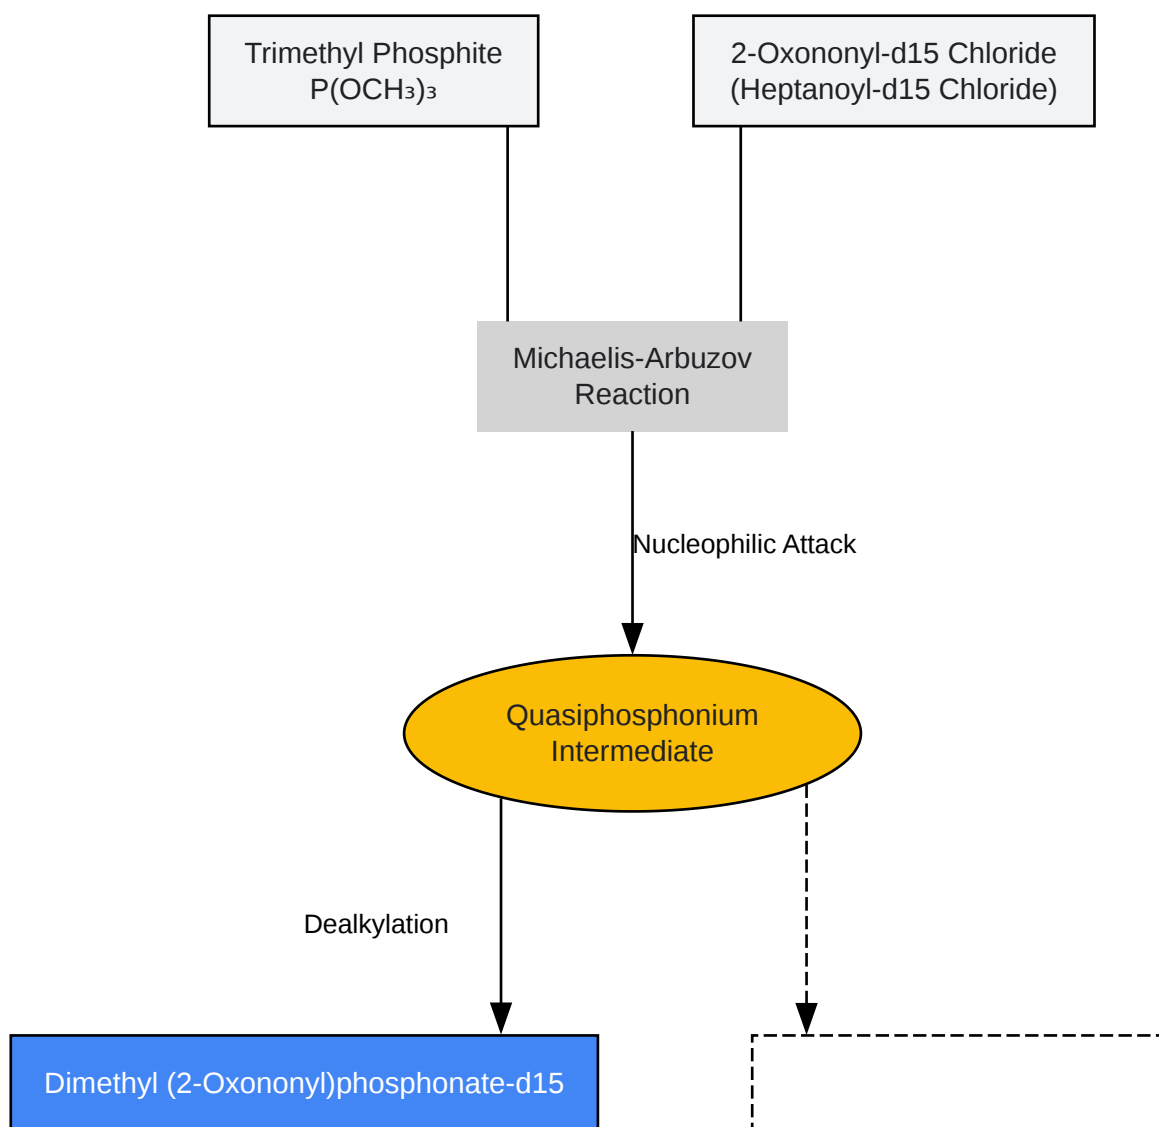 Trimethyl Phosphite
P(OCH₃)₃
2-Oxononyl-d15 Chloride
(Heptanoyl-d15 Chloride)
Michaelis-Arbuzov
Reaction
Nucleophilic Attack
Quasiphosphonium
Intermediate
Dealkylation
Dimethyl (2-Oxononyl)phosphonate-d15